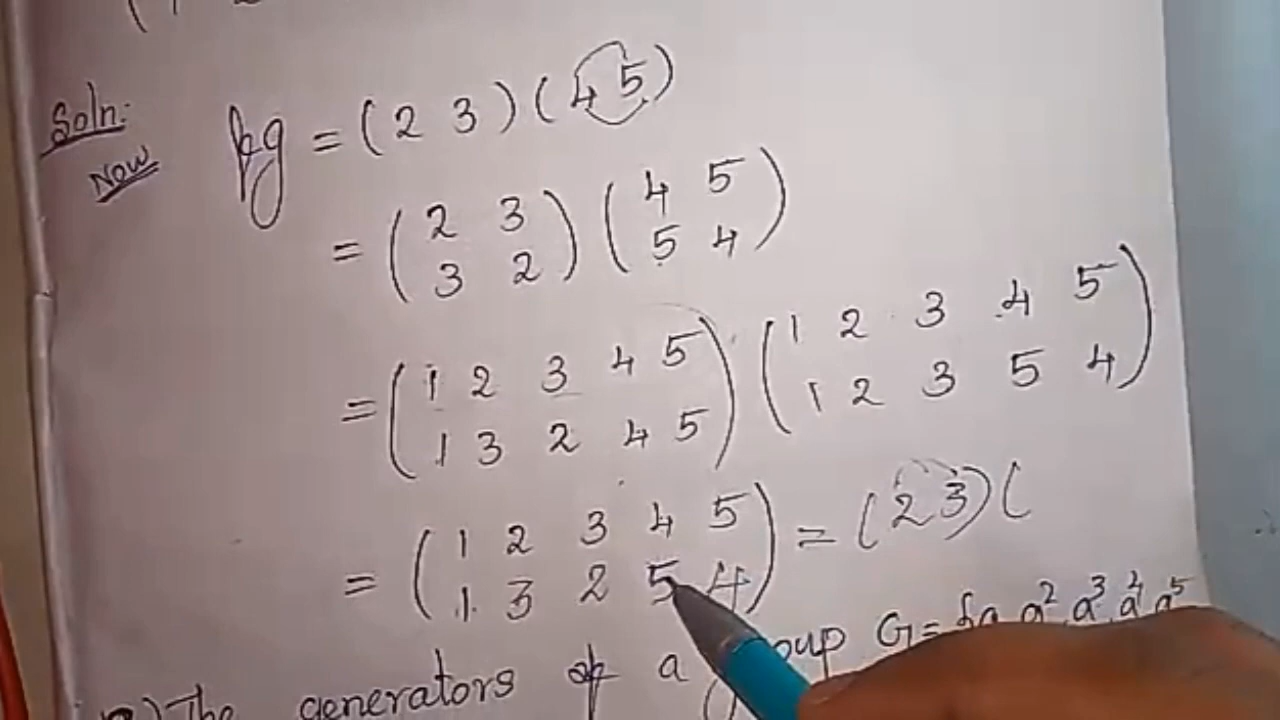 Soln:
Now fg = (2 3)(4 5)
= (2 3) (4 5)
(3 2) (5 4)
= (1 2 3 4 5) (1 2 3 4 5)
(1 3 2 4 5) (1 2 3 5 4)
= (1 2 3 4 5) = (2 3)(
(1 3 2 5 4)
The generators of a G = {a, a² a³ a⁴ a⁵